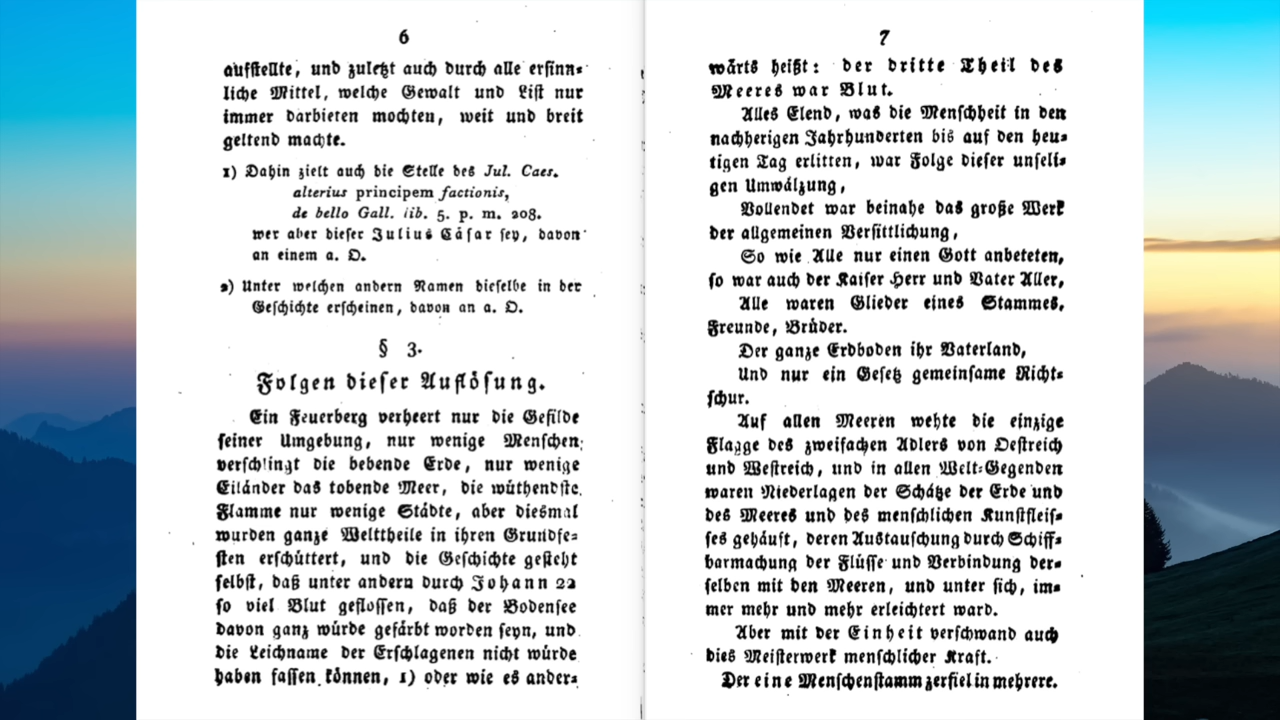 6
aufstellte, und zuletzt auch durch alle ersinn-
liche Mittel, welche Gewalt und List nur
immer darbieten mochten, weit und breit
geltend machte.
1) Dahin zielt auch die Stelle des Jul. Caes.
alterius principem factionis,
de bello Gall. lib. 5. p. m. 208.
wer aber dieser Julius Cäsar sey, davon
an einem a. O.
2) Unter welchen andern Namen dieselbe in der
Geschichte erscheinen, davon an a. O.
§ 3.
Folgen dieser Auflösung.
Ein Feuerberg verheert nur die Gefilde
seiner Umgebung, nur wenige Menschen
verschlingt die bebende Erde, nur wenige
Eiländer das tobende Meer, die wüthendste
Flamme nur wenige Städte, aber diesmal
wurden ganze Welttheile in ihren Grundfe-
sten erschüttert, und die Geschichte gesteht
selbst, daß unter andern durch Johann 22
so viel Blut geflossen, daß der Bodensee
davon ganz würde gefärbt worden seyn, und
die Leichname der Erschlagenen nicht würde
haben fassen können, 1) oder wie es ander-
7
wärts heißt: der dritte Theil des
Meeres war Blut.
Alles Elend, was die Menschheit in den
nachherigen Jahrhunderten bis auf den heu-
tigen Tag erlitten, war Folge dieser unseli-
gen Umwälzung,
Vollendet war beinahe das große Werk
der allgemeinen Versittlichung,
So wie Alle nur einen Gott anbeteten,
so war auch der Kaiser Herr und Vater Aller,
Alle waren Glieder eines Stammes,
Freunde, Brüder.
Der ganze Erdboden ihr Vaterland,
Und nur ein Gesetz gemeinsame Richt-
schur.
Auf allen Meeren wehte die einzige
Flagge des zweifachen Adlers von Oestreich
und Westreich, und in allen Welt-Gegenden
waren Niederlagen der Schätze der Erde und
des Meeres und des menschlichen Kunstfleis-
ses gehäuft, deren Austauschung durch Schiff-
barmachung der Flüsse und Verbindung der-
selben mit den Meeren, und unter sich, im-
mer mehr und mehr erleichtert ward.
Aber mit der Einheit verschwand auch
dies Meisterwerk menschlicher Kraft.
Der eine Menschenstamm zerfiel in mehrere.